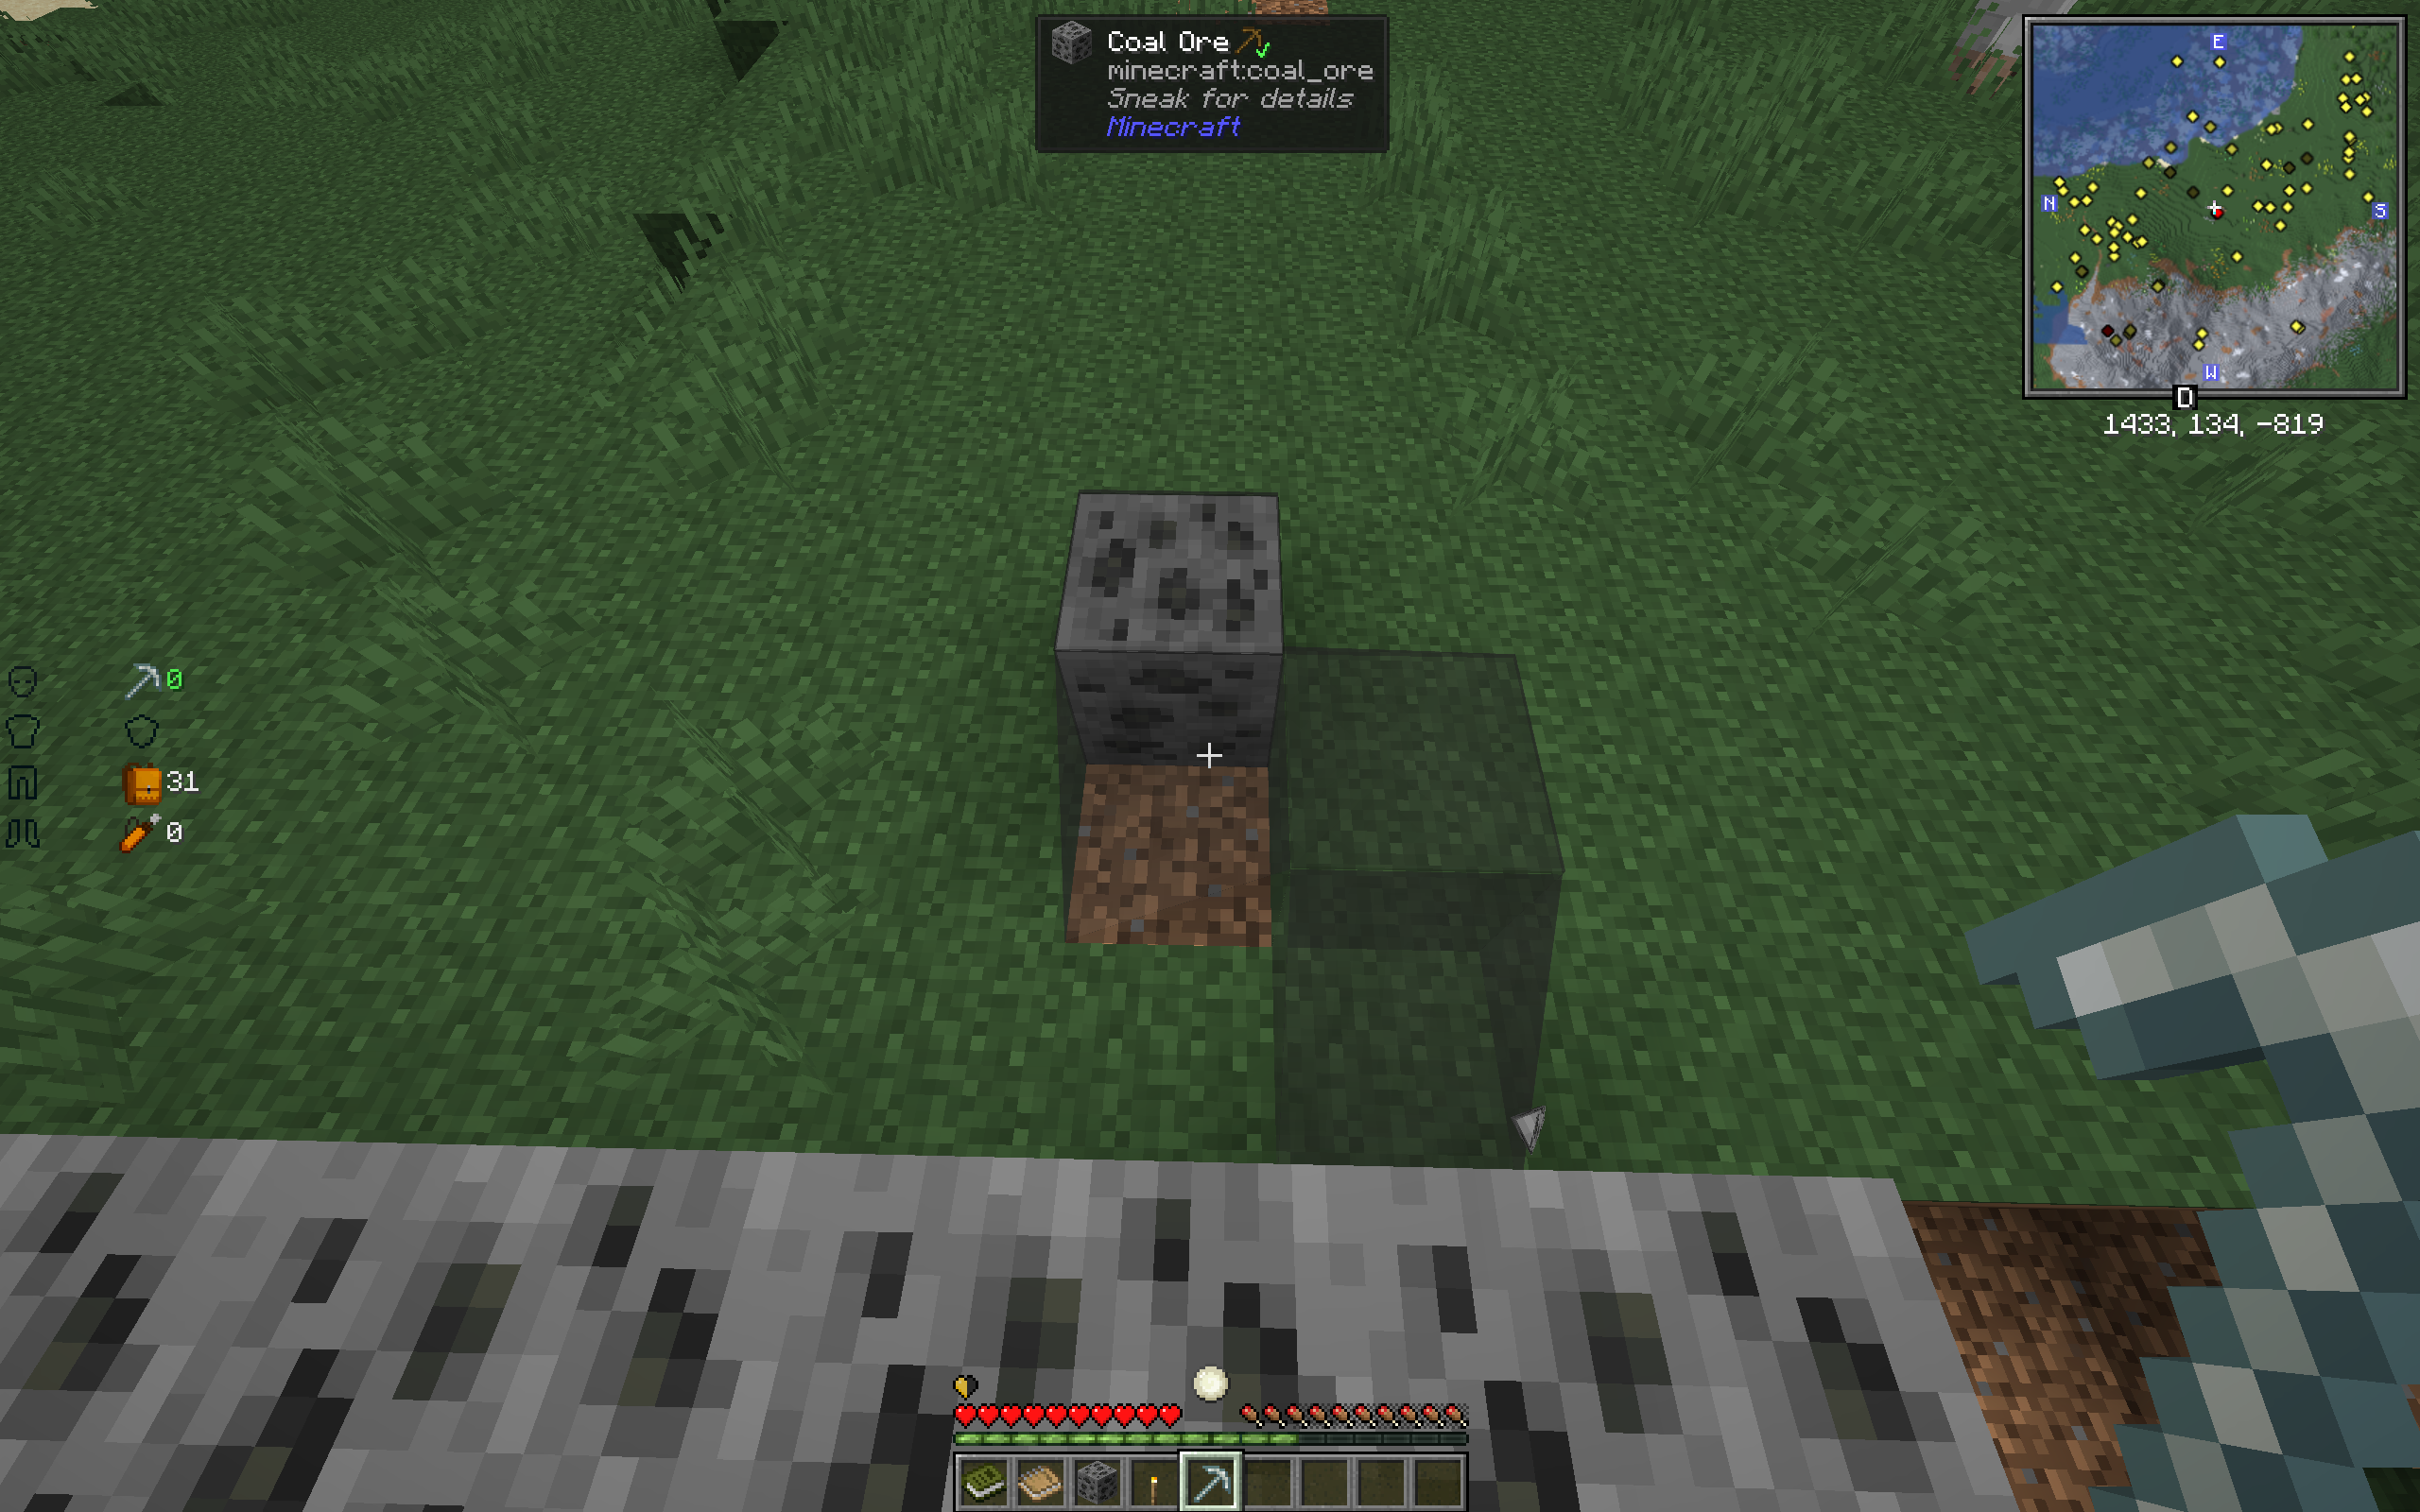 Coal Ore
minecraft:coal_ore
Sneak for details
Minecraft
E
N
S
W
D
1433, 134, -819
0
31
0